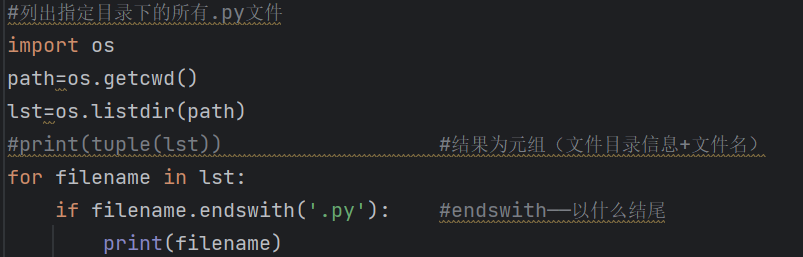 #列出指定目录下的所有.py文件
import os
path=os.getcwd()
lst=os.listdir(path)
#print(tuple(lst))                  #结果为元组（文件目录信息+文件名）
for filename in lst:
    if filename.endswith('.py'):    #endswith——以什么结尾
        print(filename)